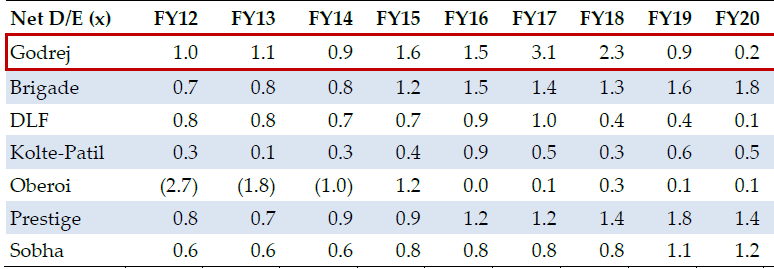 Net D/E (x) FY12 FY13 FY14 FY15 FY16 FY17 FY18 FY19 FY20
Godrej 1.0 1.1 0.9 1.6 1.5 3.1 2.3 0.9 0.2
Brigade 0.7 0.8 0.8 1.2 1.5 1.4 1.3 1.6 1.8
DLF 0.8 0.8 0.7 0.7 0.9 1.0 0.4 0.4 0.1
Kolte-Patil 0.3 0.1 0.3 0.4 0.9 0.5 0.3 0.6 0.5
Oberoi (2.7) (1.8) (1.0) 1.2 0.0 0.1 0.3 0.1 0.1
Prestige 0.8 0.7 0.9 0.9 1.2 1.2 1.4 1.8 1.4
Sobha 0.6 0.6 0.6 0.8 0.8 0.8 0.8 1.1 1.2